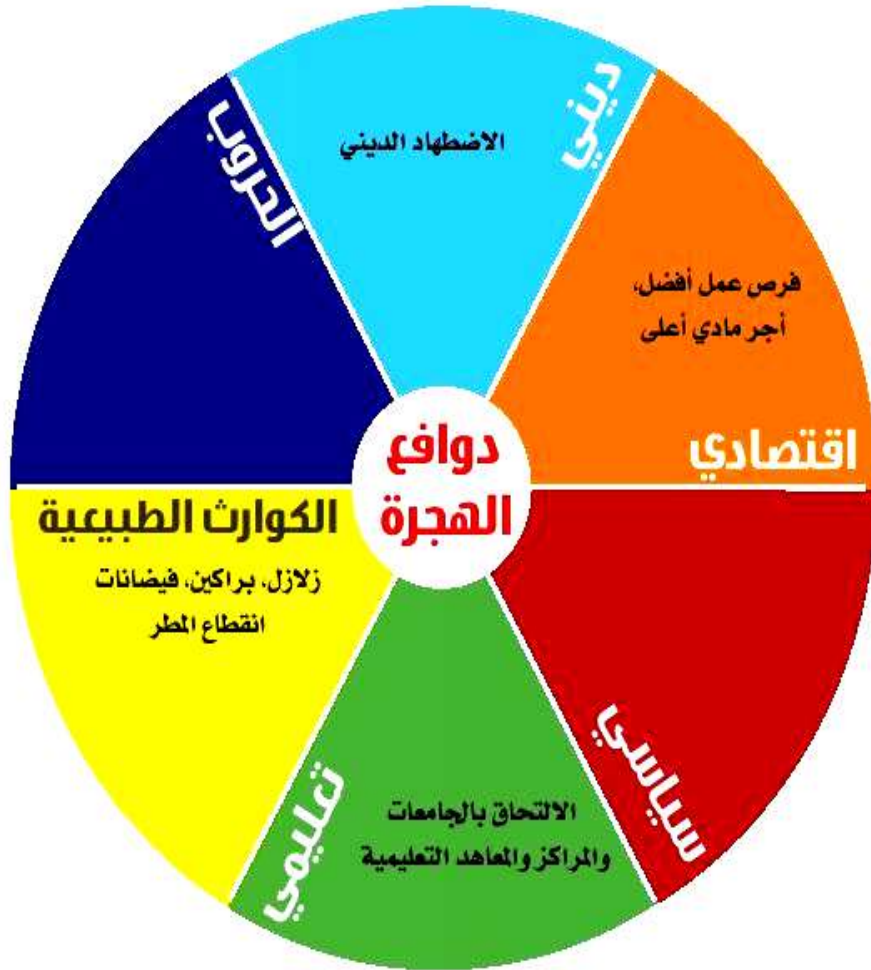 دوافع
الهجرة
ديني
الاضطهاد الديني
اقتصادي
فرص عمل أفضل،
أجر مادي أعلى
سياسي
تعليمي
الالتحاق بالجامعات
والمراكز والمعاهد التعليمية
الكوارث الطبيعية
زلازل، براكين، فيضانات
انقطاع المطر
الحروب